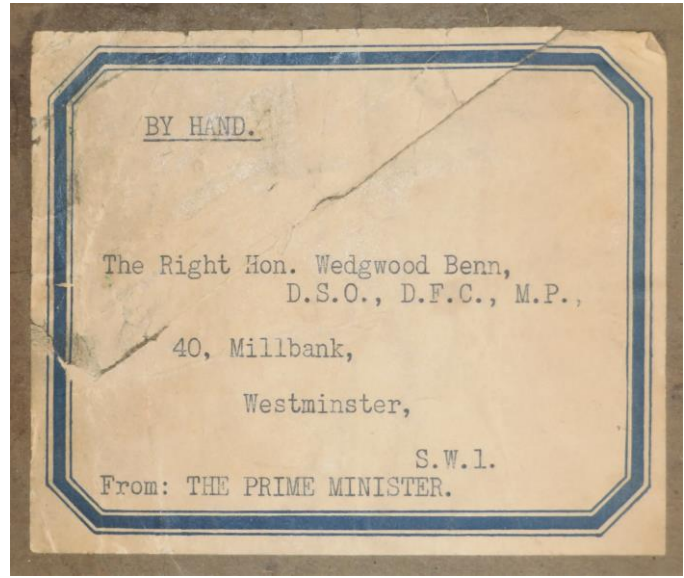 BY HAND.
The Right Hon. Wedgwood Benn,
D.S.O., D.F.C., M.P.,
40, Millbank,
Westminster,
S.W.1.
From: THE PRIME MINISTER.